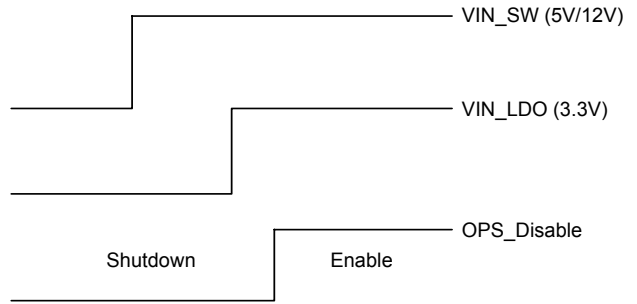 VIN_SW (5V/12V)
VIN_LDO (3.3V)
OPS_Disable
Shutdown Enable